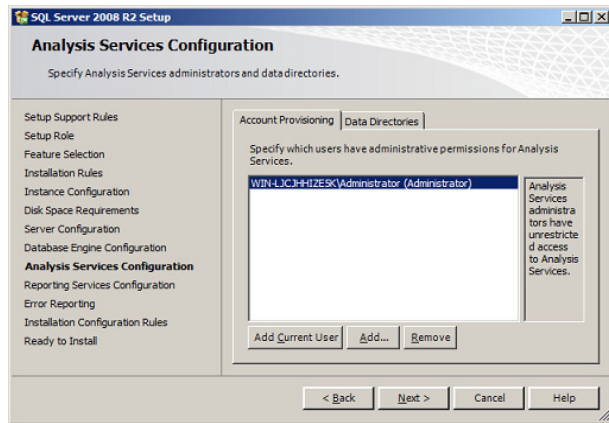 SQL Server 2008 R2 Setup
Analysis Services Configuration
Specify Analysis Services administrators and data directories.
Setup Support Rules
Setup Role
Feature Selection
Installation Rules
Instance Configuration
Disk Space Requirements
Server Configuration
Database Engine Configuration
Analysis Services Configuration
Reporting Services Configuration
Error Reporting
Installation Configuration Rules
Ready to Install
Account Provisioning Data Directories
Specify which users have administrative permissions for Analysis
Services.
WIN-LJCJHHIZESK\Administrator (Administrator)
Analysis
Services
administra
tors have
unrestricte
d access
to Analysis
Services.
Add Current User Add... Remove
< Back Next > Cancel Help